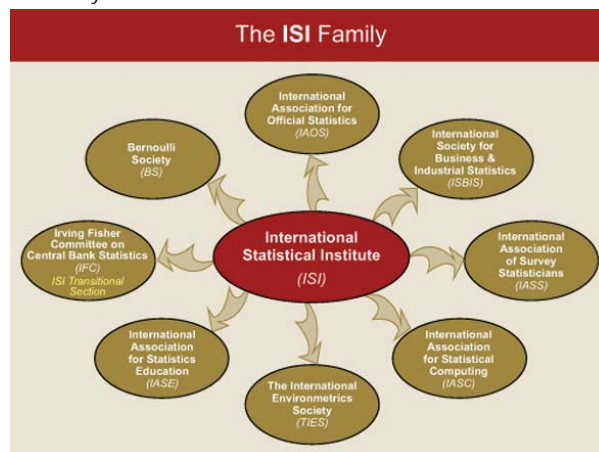 The ISI Family
International
Association for
Official Statistics
(IAOS)
Bernoulli
Society
(BS)
International
Society for
Business &
Industrial Statistics
(ISBIS)
Irving Fisher
Committee on
Central Bank Statistics
(IFC)
ISI Transitional
Section
International
Statistical Institute
(ISI)
International
Association
of Survey
Statisticians
(IASS)
International
Association
for Statistics
Education
(IASE)
International
Association
for Statistical
Computing
(IASC)
The International
Environmetrics
Society
(TIES)